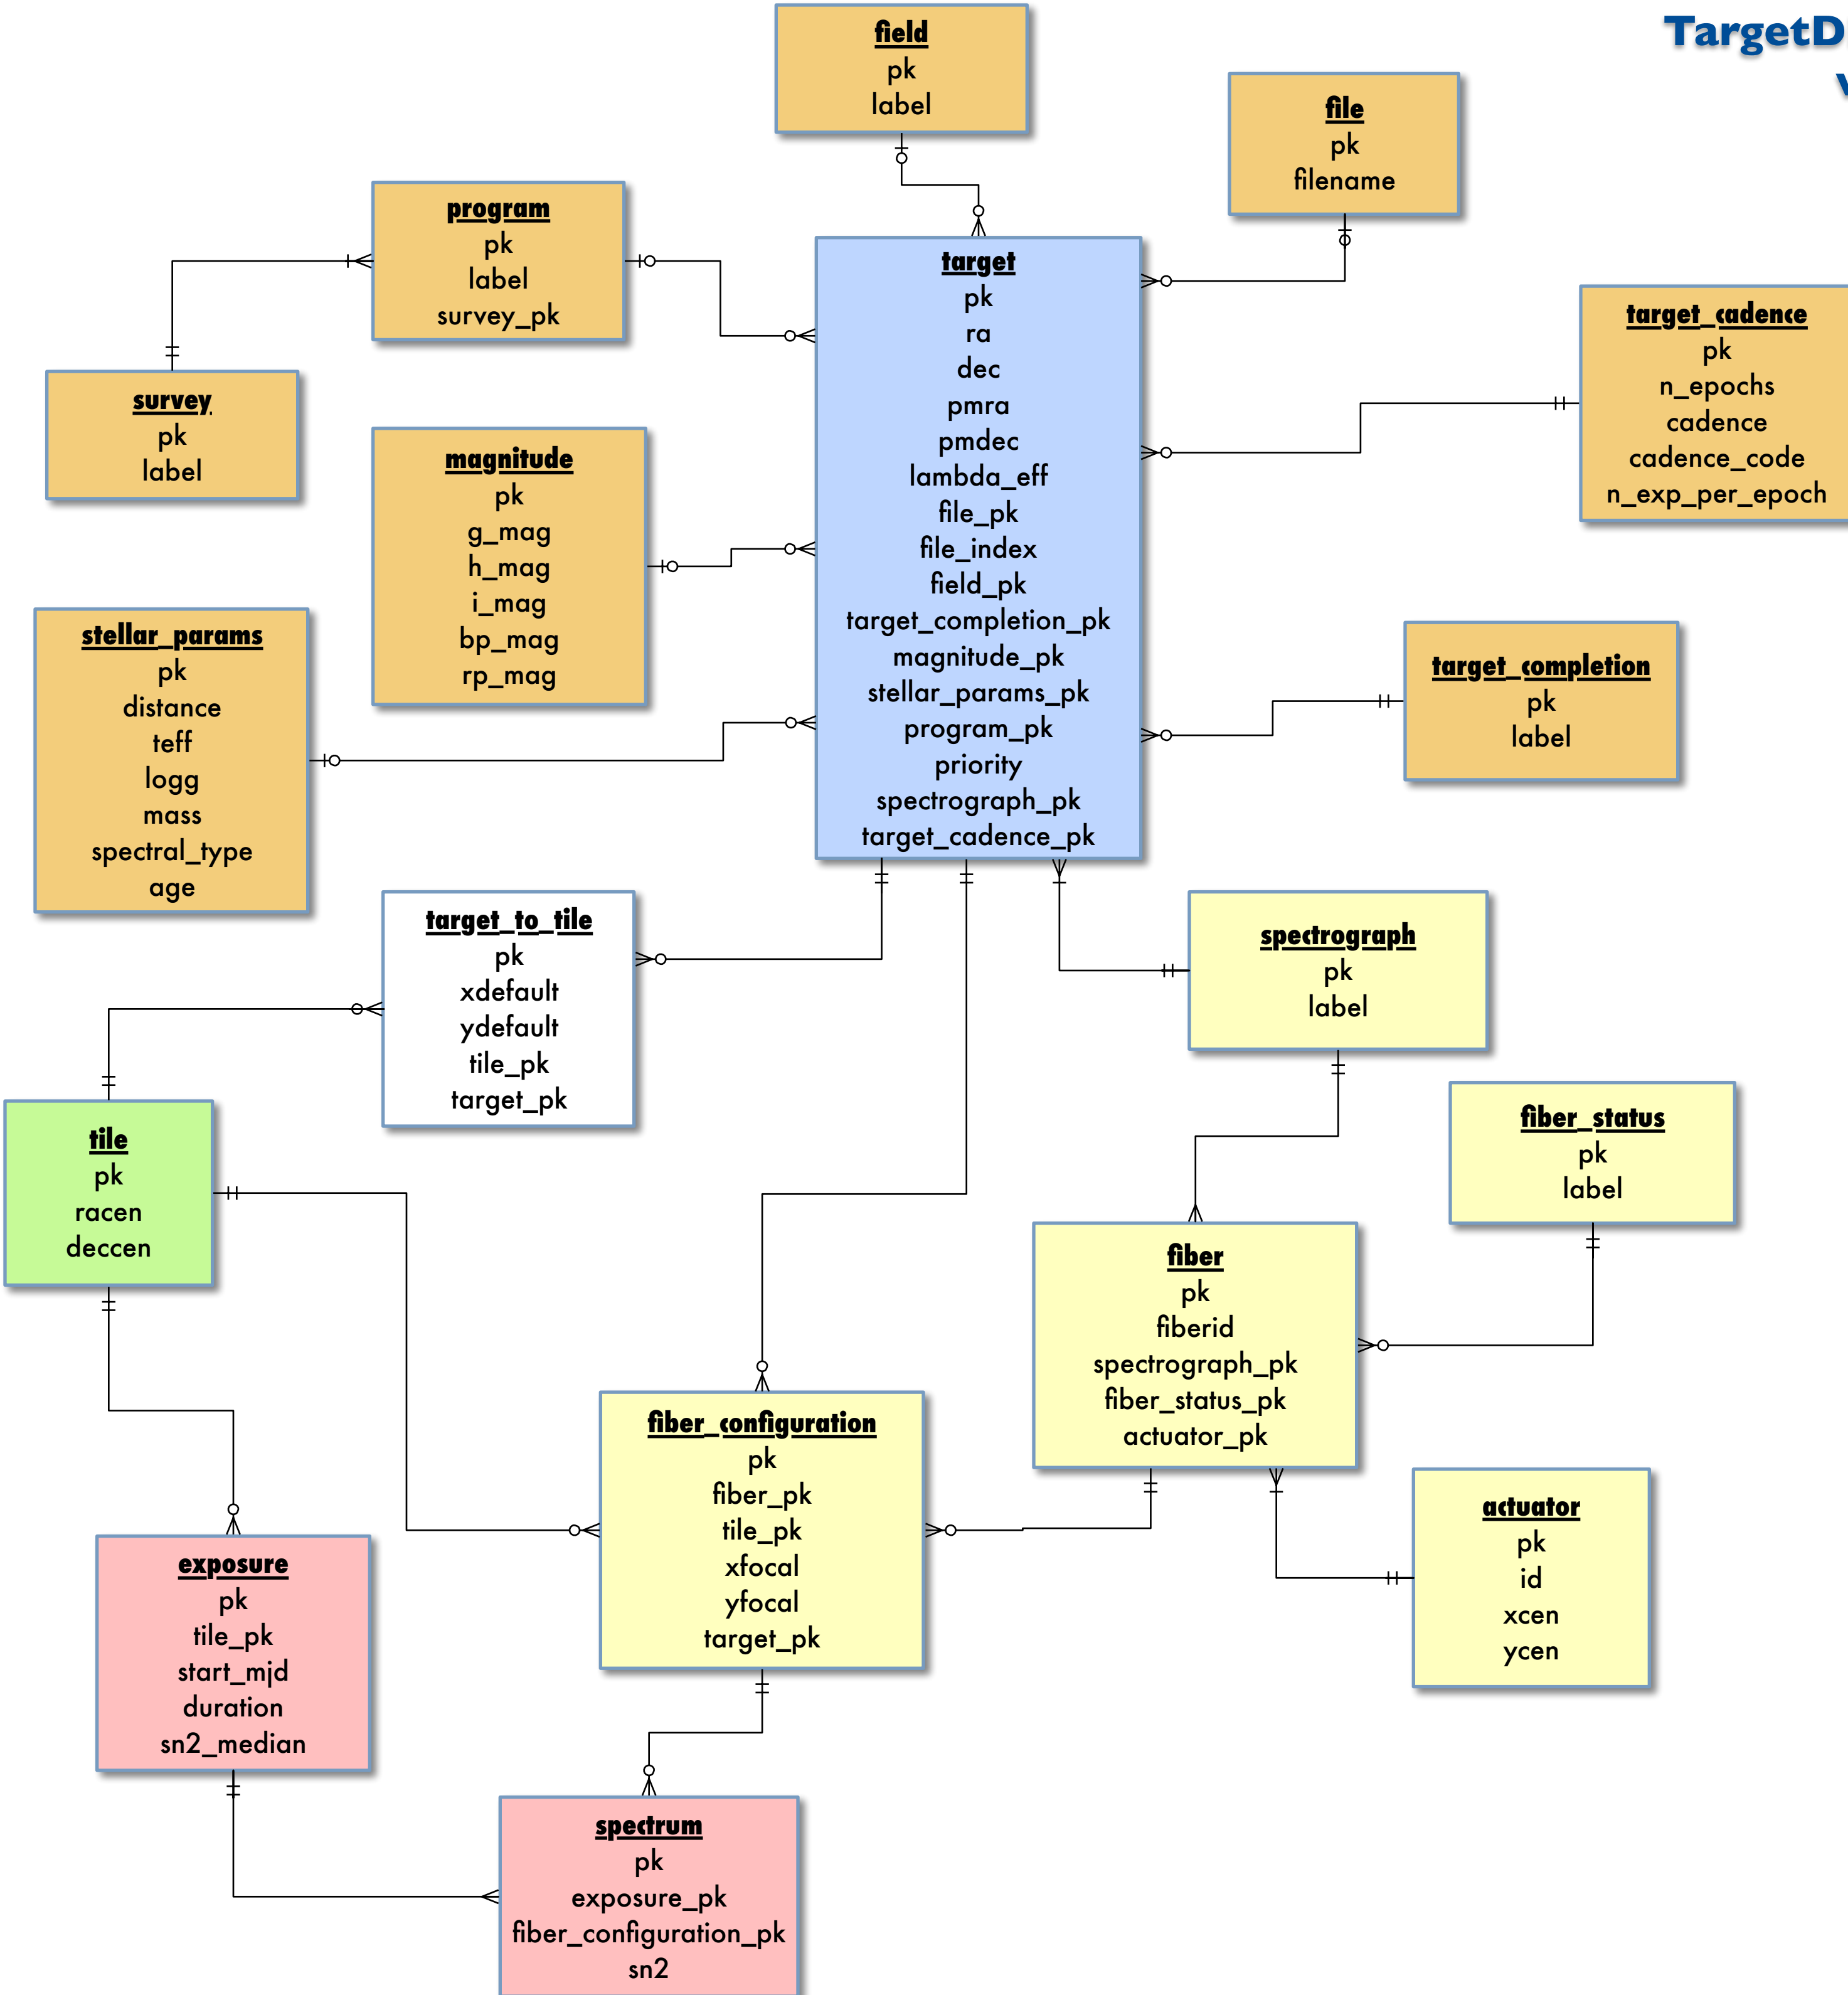 TargetD
v
field
pk
label
file
pk
filename
program
pk
label
survey_pk
target
pk
ra
dec
pmra
pmdec
lambda_eff
file_pk
file_index
field_pk
target_completion_pk
magnitude_pk
stellar_params_pk
program_pk
priority
spectrograph_pk
target_cadence_pk
target_cadence
pk
n_epochs
cadence
cadence_code
n_exp_per_epoch
survey
pk
label
magnitude
pk
g_mag
h_mag
i_mag
bp_mag
rp_mag
stellar_params
pk
distance
teff
logg
mass
spectral_type
age
target_completion
pk
label
target_to_tile
pk
xdefault
ydefault
tile_pk
target_pk
spectrograph
pk
label
tile
pk
racen
deccen
fiber_status
pk
label
fiber
pk
fiberid
spectrograph_pk
fiber_status_pk
actuator_pk
fiber_configuration
pk
fiber_pk
tile_pk
xfocal
yfocal
target_pk
actuator
pk
id
xcen
ycen
exposure
pk
tile_pk
start_mjd
duration
sn2_median
spectrum
pk
exposure_pk
fiber_configuration_pk
sn2